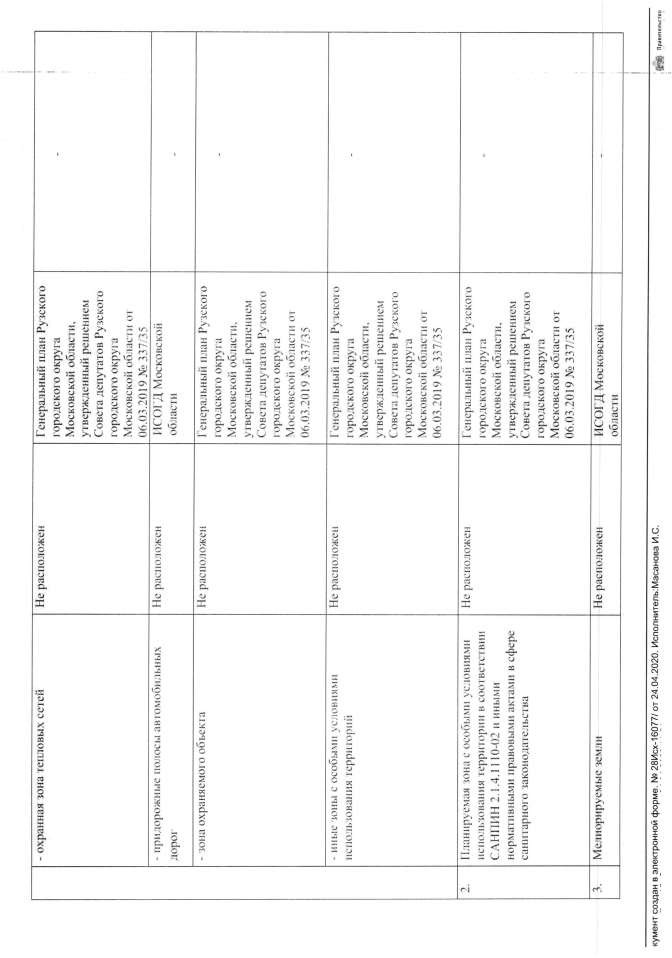 - охранная зона тепловых сетей
Не расположен
Генеральный план Рузского
городского округа
Московской области,
утвержденный решением
Совета депутатов Рузского
городского округа
Московской области от
06.03.2019 № 337/35
-
- придорожные полосы автомобильных
дорог
Не расположен
ИСОГД Московской
области
-
- зона охраняемого объекта
Не расположен
Генеральный план Рузского
городского округа
Московской области,
утвержденный решением
Совета депутатов Рузского
городского округа
Московской области от
06.03.2019 № 337/35
-
- иные зоны с особыми условиями
использования территорий
Не расположен
Генеральный план Рузского
городского округа
Московской области,
утвержденный решением
Совета депутатов Рузского
городского округа
Московской области от
06.03.2019 № 337/35
-
2.
Планируемая зона с особыми условиями
использования территории в соответствии
САНПИН 2.1.4.1110-02 и иными
нормативными правовыми актами в сфере
санитарного законодательства
Не расположен
Генеральный план Рузского
городского округа
Московской области,
утвержденный решением
Совета депутатов Рузского
городского округа
Московской области от
06.03.2019 № 337/35
-
3.
Мелиорируемые земли
Не расположен
ИСОГД Московской
области
-
кумент создан в электронной форме. № 28Исх-16077/ от 24.04.2020. Исполнитель:Масанова И.С.
Правительство